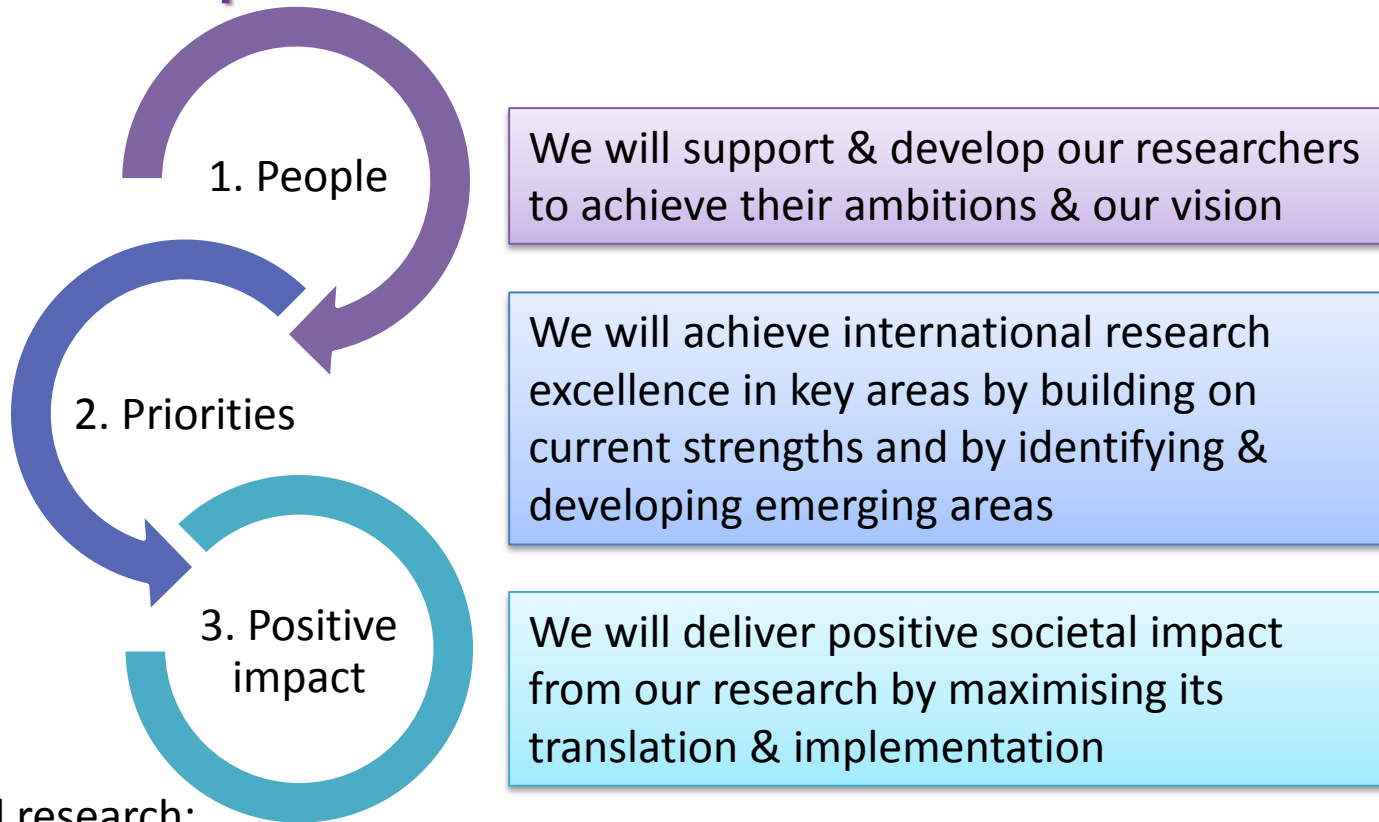 1. People
We will support & develop our researchers
to achieve their ambitions & our vision
2. Priorities
We will achieve international research
excellence in key areas by building on
current strengths and by identifying &
developing emerging areas
3. Positive
impact
We will deliver positive societal impact
from our research by maximising its
translation & implementation
research: